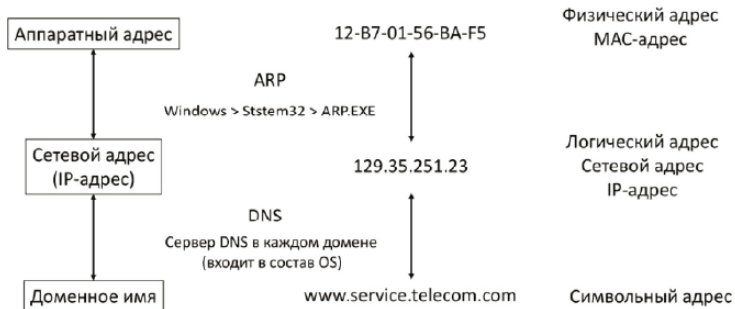 Аппаратный адрес
12-B7-01-56-BA-F5
Физический адрес
MAC-адрес
ARP
Windows > Ststem32 > ARP.EXE
Сетевой адрес
(IP-адрес)
129.35.251.23
Логический адрес
Сетевой адрес
IP-адрес
DNS
Сервер DNS в каждом домене
(входит в состав OS)
Доменное имя
www.service.telecom.com
Символьный адрес